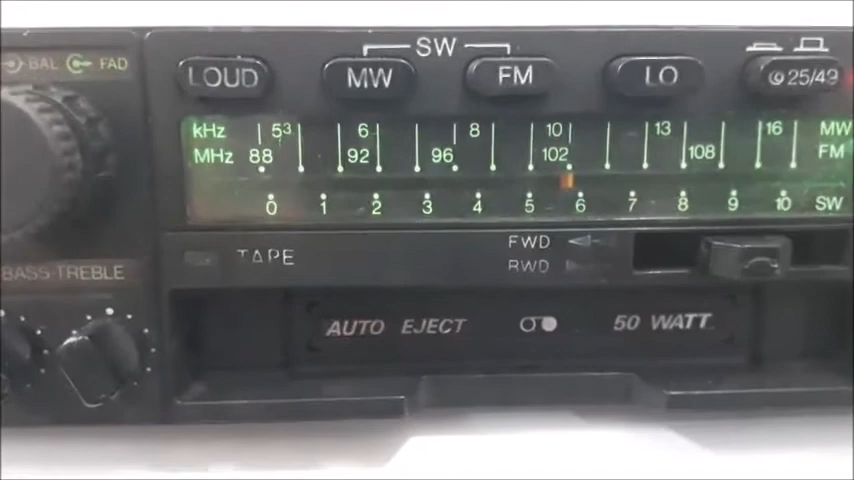 BAL FAD
SW
LOUD MW FM LO 25/49
kHz 53 6 8 10 13 16 MW
MHz 88 92 96 102 108 FM
0 1 2 3 4 5 6 7 8 9 10 SW
TAPE FWD
RWD
BASS TREBLE
AUTO EJECT 50 WATT